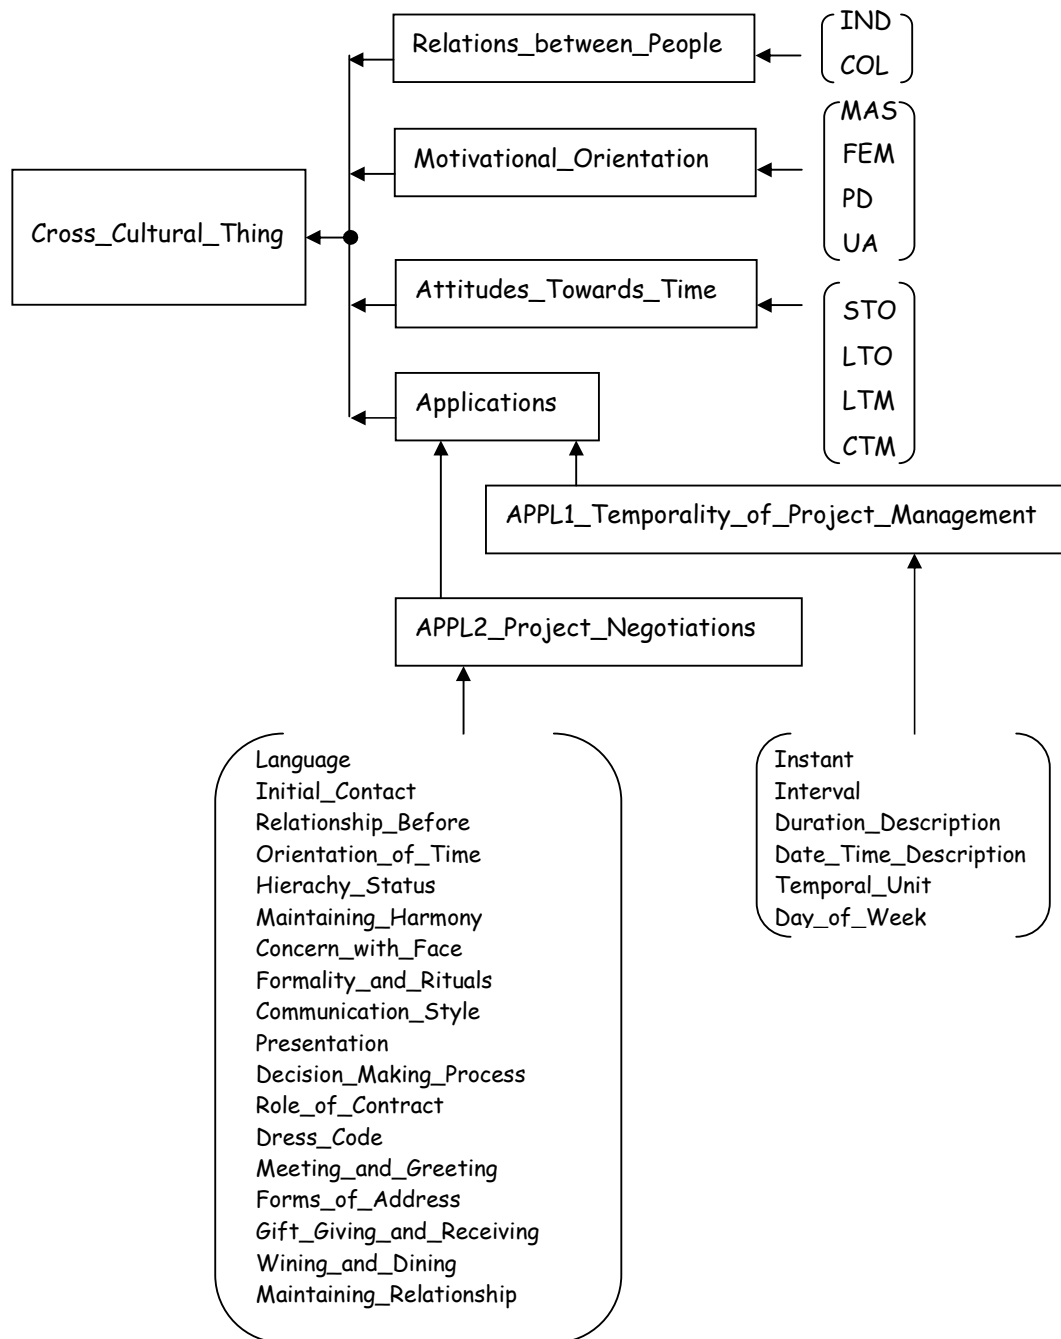 Relations_between_People
IND
COL
Motivational_Orientation
MAS
FEM
PD
UA
Cross_Cultural_Thing
Attitudes_Towards_Time
STO
LTO
LTM
CTM
Applications
APPL1_Temporality_of_Project_Management
APPL2_Project_Negotiations
Language
Initial_Contact
Relationship_Before
Orientation_of_Time
Hierachy_Status
Maintaining_Harmony
Concern_with_Face
Formality_and_Rituals
Communication_Style
Presentation
Decision_Making_Process
Role_of_Contract
Dress_Code
Meeting_and_Greeting
Forms_of_Address
Gift_Giving_and_Receiving
Wining_and_Dining
Maintaining_Relationship
Instant
Interval
Duration_Description
Date_Time_Description
Temporal_Unit
Day_of_Week